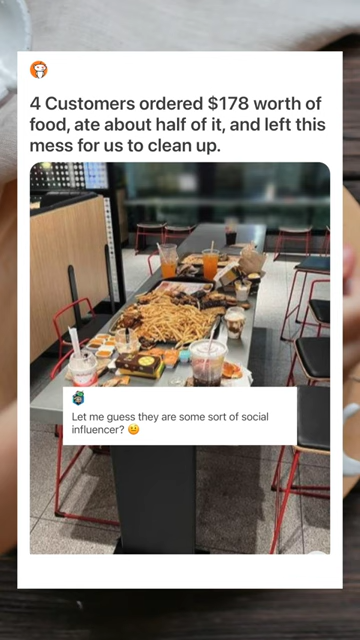 4 Customers ordered $178 worth of
food, ate about half of it, and left this
mess for us to clean up.
Let me guess they are some sort of social
influencer? 🫡